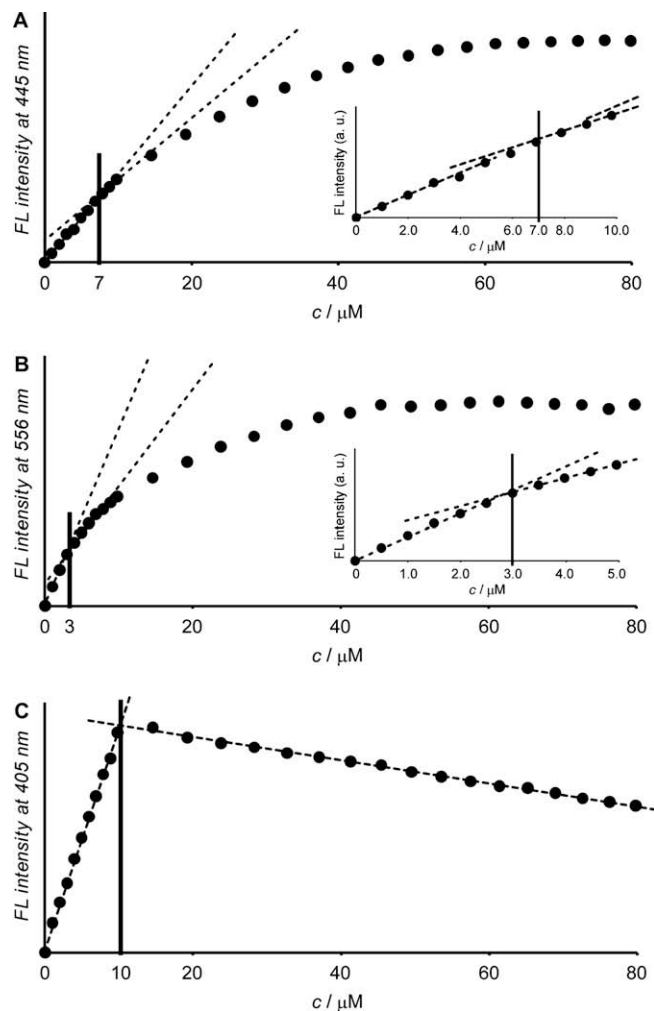 A
FL intensity at 445 nm
FL intensity (a. u.)
0 2.0 4.0 6.0 7.0 8.0 10.0
c / μM
0 7 20 40 60 80
c / μM
B
FL intensity at 556 nm
FL intensity (a. u.)
0 1.0 2.0 3.0 4.0 5.0
c / μM
0 3 20 40 60 80
c / μM
C
FL intensity at 405 nm
0 10 20 40 60 80
c / μM